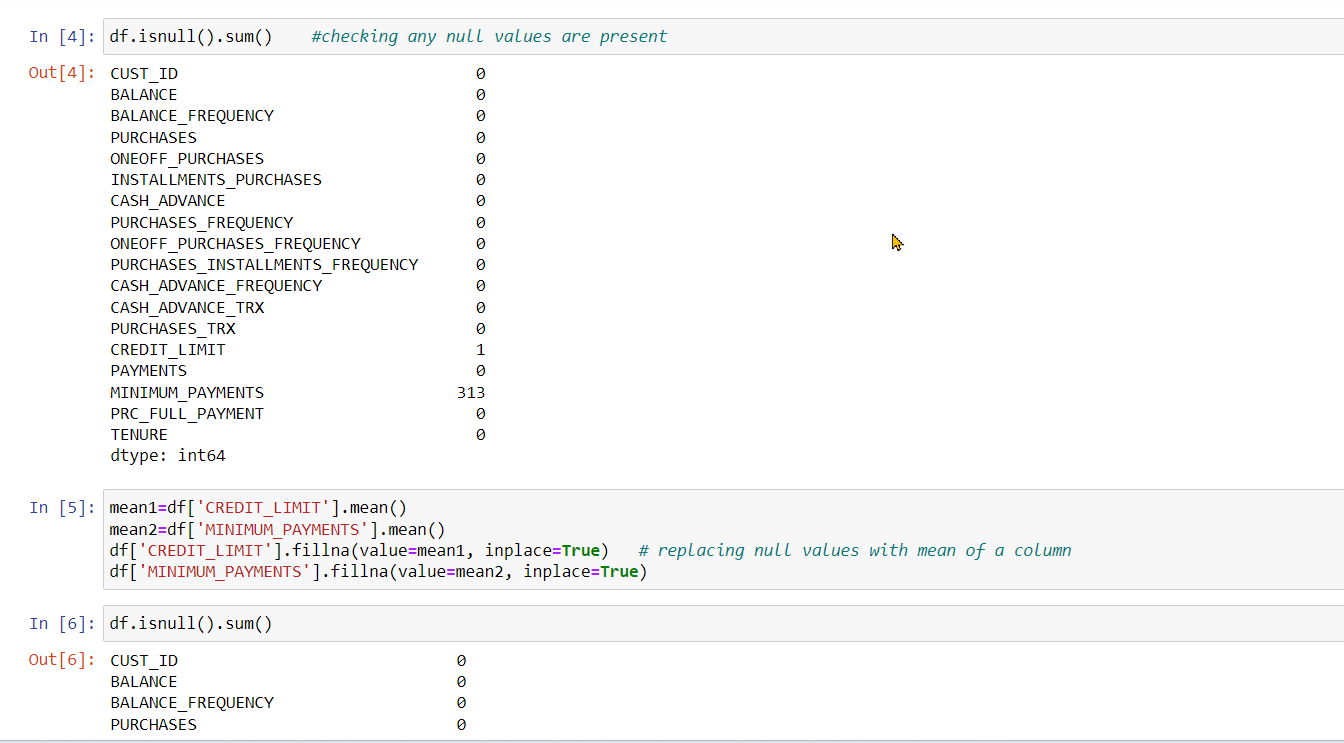 In [4]: df.isnull().sum()    #checking any null values are present
Out[4]: CUST_ID                               0
BALANCE                               0
BALANCE_FREQUENCY                     0
PURCHASES                             0
ONEOFF_PURCHASES                      0
INSTALLMENTS_PURCHASES                0
CASH_ADVANCE                          0
PURCHASES_FREQUENCY                   0
ONEOFF_PURCHASES_FREQUENCY            0
PURCHASES_INSTALLMENTS_FREQUENCY      0
CASH_ADVANCE_FREQUENCY                0
CASH_ADVANCE_TRX                      0
PURCHASES_TRX                         0
CREDIT_LIMIT                          1
PAYMENTS                              0
MINIMUM_PAYMENTS                    313
PRC_FULL_PAYMENT                      0
TENURE                                0
dtype: int64
In [5]: mean1=df['CREDIT_LIMIT'].mean()
mean2=df['MINIMUM_PAYMENTS'].mean()
df['CREDIT_LIMIT'].fillna(value=mean1, inplace=True)   # replacing null values with mean of a column
df['MINIMUM_PAYMENTS'].fillna(value=mean2, inplace=True)
In [6]: df.isnull().sum()
Out[6]: CUST_ID                             0
BALANCE                             0
BALANCE_FREQUENCY                   0
PURCHASES                           0